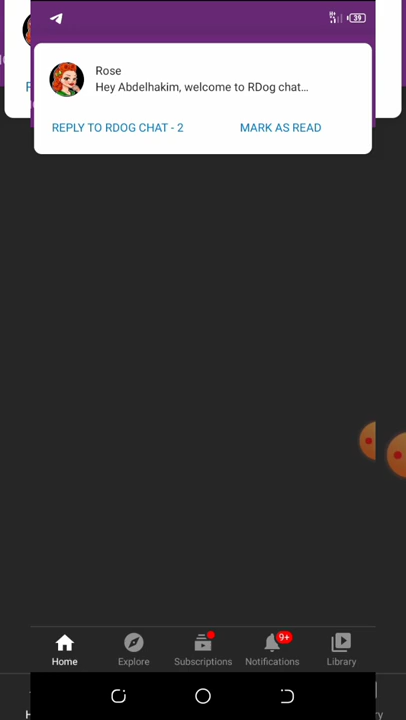 39
Rose
Hey Abdelhakim, welcome to RDog chat...
REPLY TO RDOG CHAT - 2
MARK AS READ
9+
Home
Explore
Subscriptions
Notifications
Library